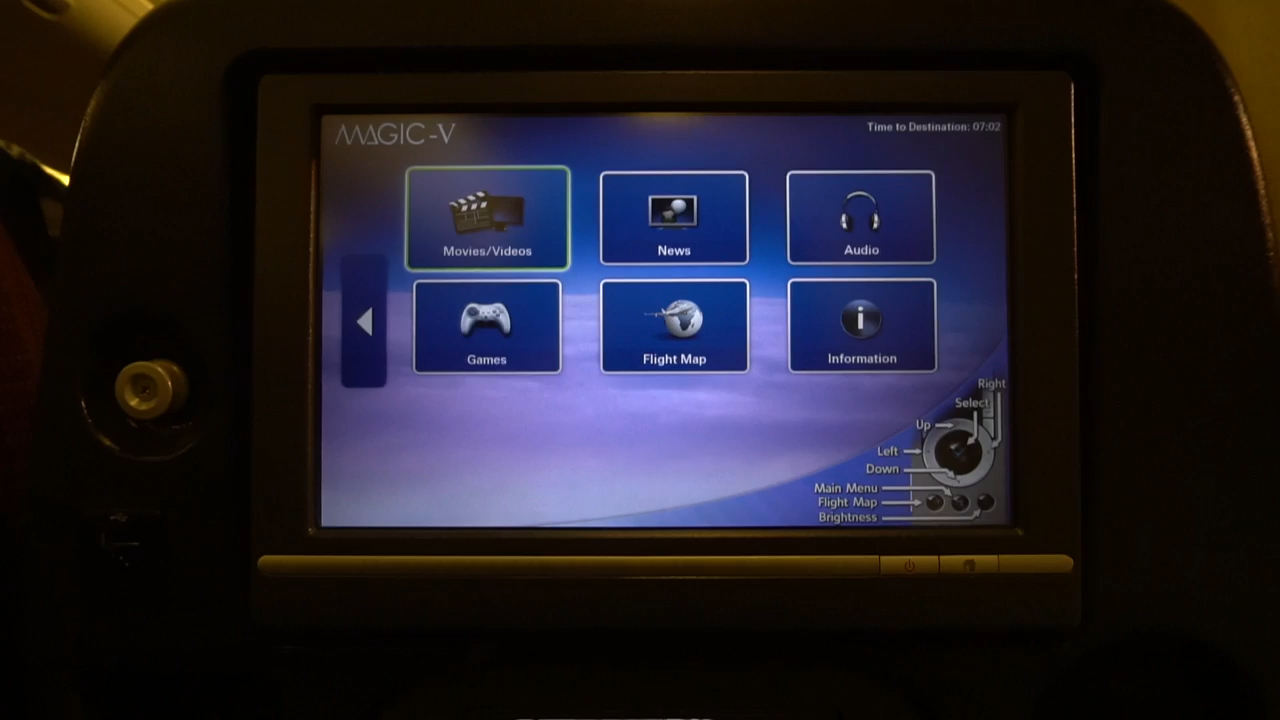 MAGIC-V
Time to Destination: 07:02
Movies/Videos
News
Audio
Games
Flight Map
Information
Right
Select
Up
Left
Down
Main Menu
Flight Map
Brightness